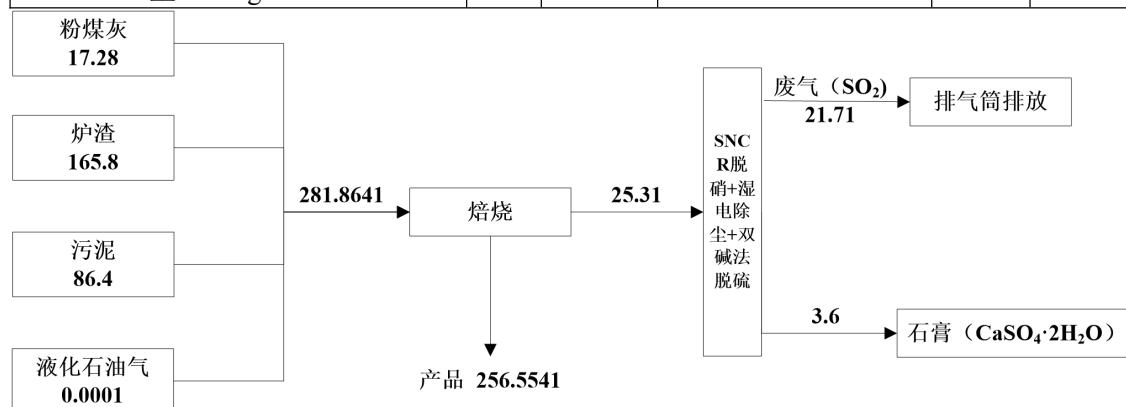 粉煤灰
17.28
炉渣
165.8
污泥
86.4
液化石油气
0.0001
281.8641
焙烧
产品 256.5541
25.31
SNC
R脱
硝+湿
电除
尘+双
碱法
脱硫
废气（SO₂)
21.71
排气筒排放
3.6
石膏（CaSO₄·2H₂O）